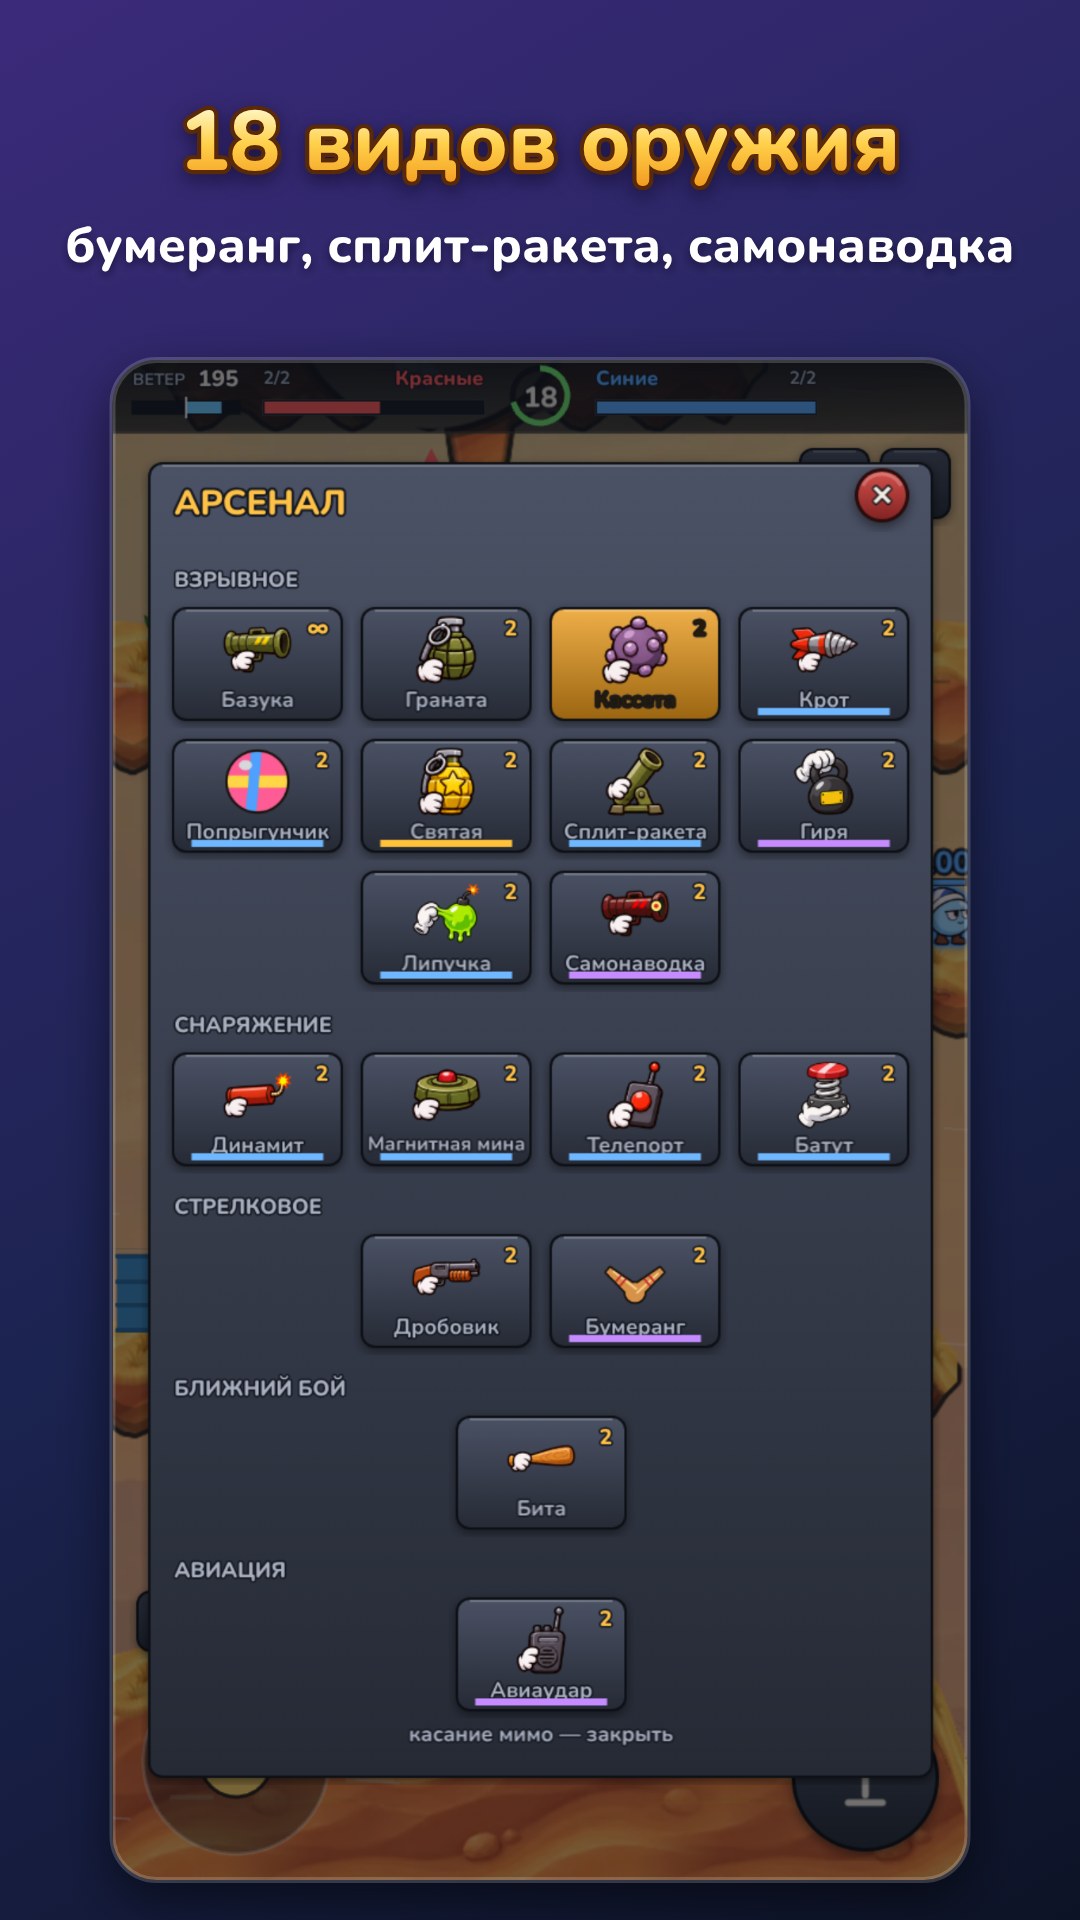 18 видов оружия
бумеранг, сплит-ракета, самонаводка
ВЕТЕР 195 2/2 Красные 18 Синие 2/2
АРСЕНАЛ
ВЗРЫВНОЕ
∞ 2 2 2
Базука Граната Кассета Крот
2 2 2 2
Попрыгунчик Святая Сплит-ракета Гиря
2 2
Липучка Самонаводка
СНАРЯЖЕНИЕ
2 2 2 2
Динамит Магнитная мина Телепорт Батут
СТРЕЛКОВОЕ
2 2
Дробовик Бумеранг
БЛИЖНИЙ БОЙ
2
Бита
АВИАЦИЯ
2
Авиаудар
касание мимо — закрыть